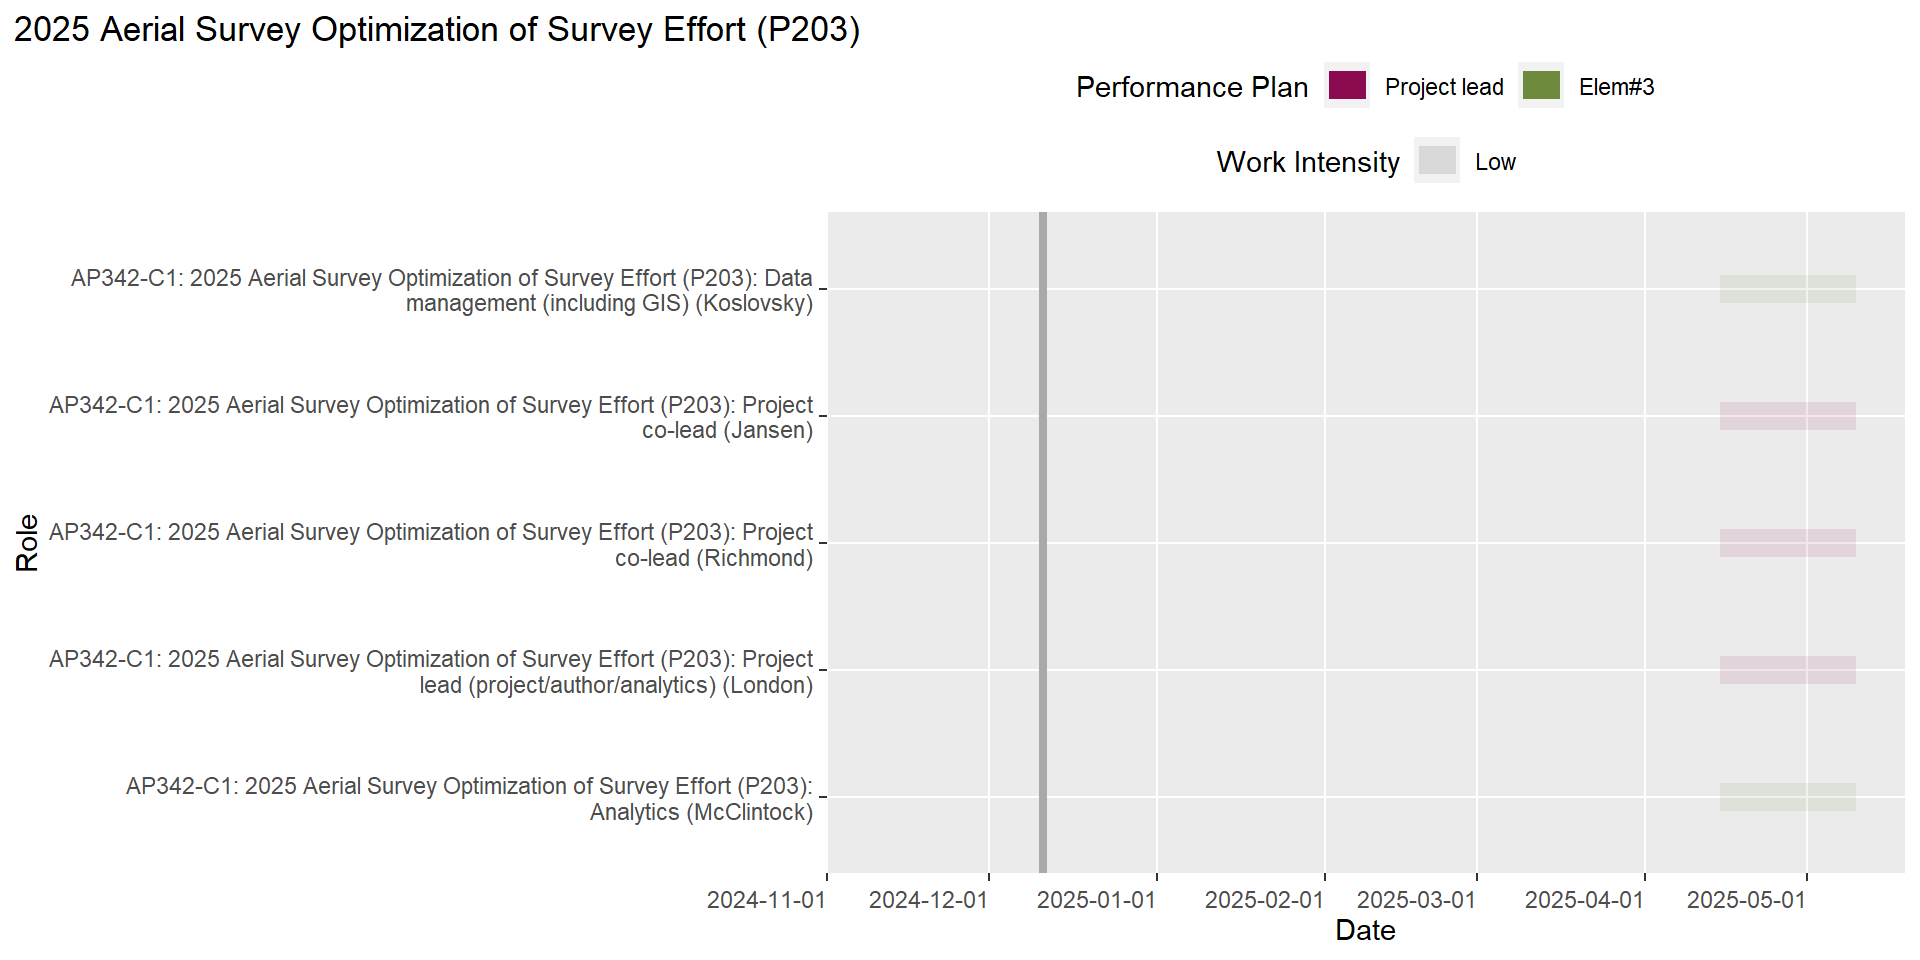 2025 Aerial Survey Optimization of Survey Effort (P203)
Performance Plan Project lead Elem#3
Work Intensity Low
AP342-C1: 2025 Aerial Survey Optimization of Survey Effort (P203): Data
management (including GIS) (Koslovsky)
AP342-C1: 2025 Aerial Survey Optimization of Survey Effort (P203): Project
co-lead (Jansen)
AP342-C1: 2025 Aerial Survey Optimization of Survey Effort (P203): Project
co-lead (Richmond)
AP342-C1: 2025 Aerial Survey Optimization of Survey Effort (P203): Project
lead (project/author/analytics) (London)
AP342-C1: 2025 Aerial Survey Optimization of Survey Effort (P203):
Analytics (McClintock)
Role
2024-11-01 2024-12-01 2025-01-01 2025-02-01 2025-03-01 2025-04-01 2025-05-01
Date